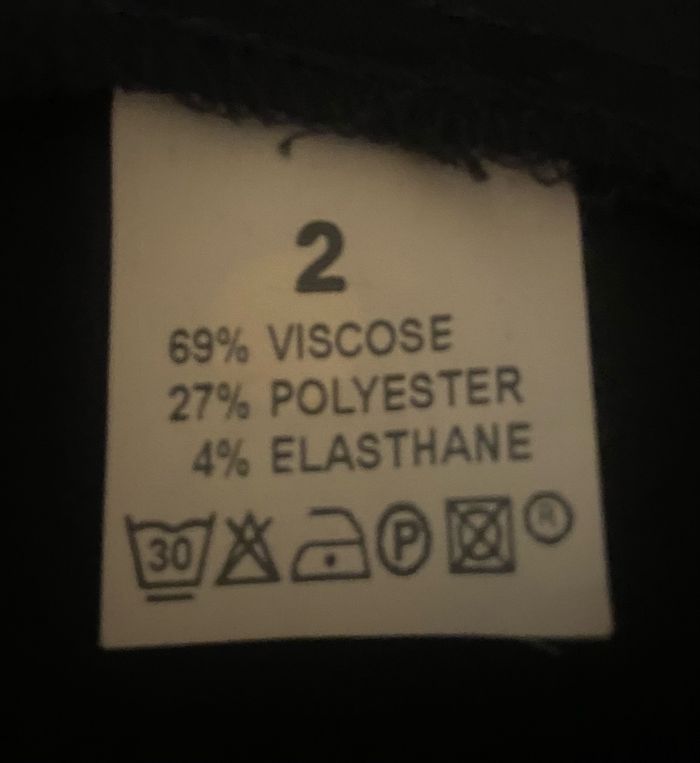 2
69% VISCOSE
27% POLYESTER
4% ELASTHANE
30 P ®